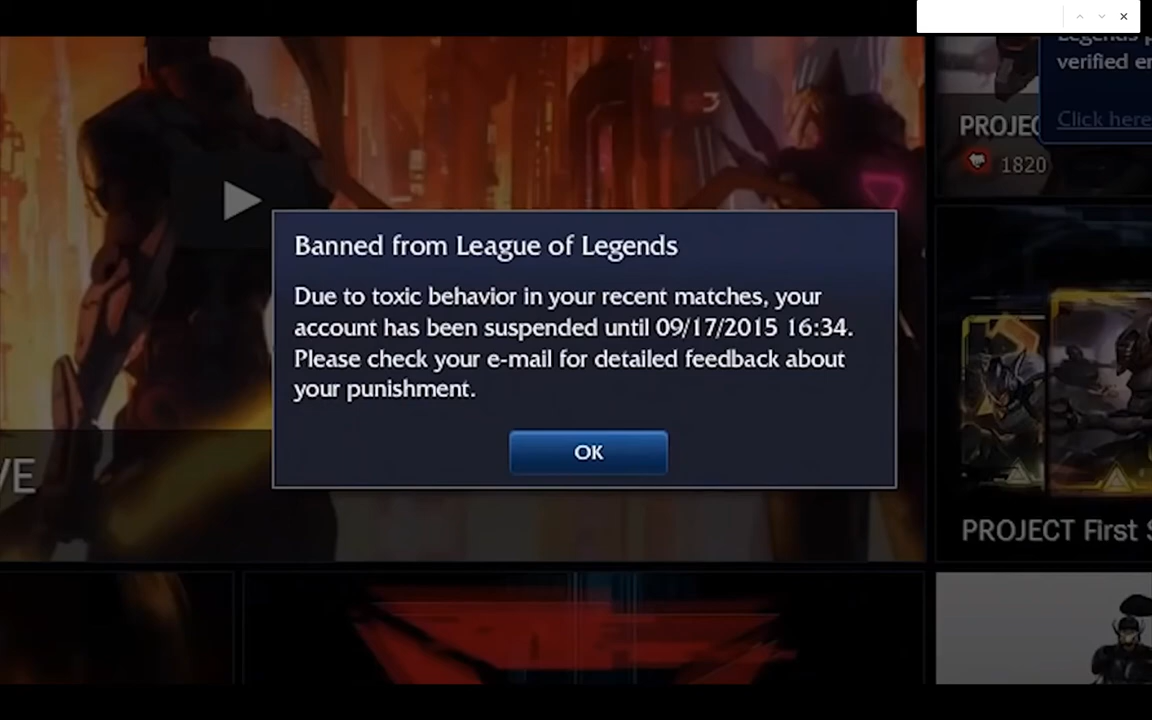 Legends
verified
Click here
PROJEC
1820
Banned from League of Legends
Due to toxic behavior in your recent matches, your
account has been suspended until 09/17/2015 16:34.
Please check your e-mail for detailed feedback about
your punishment.
OK
VE
PROJECT First